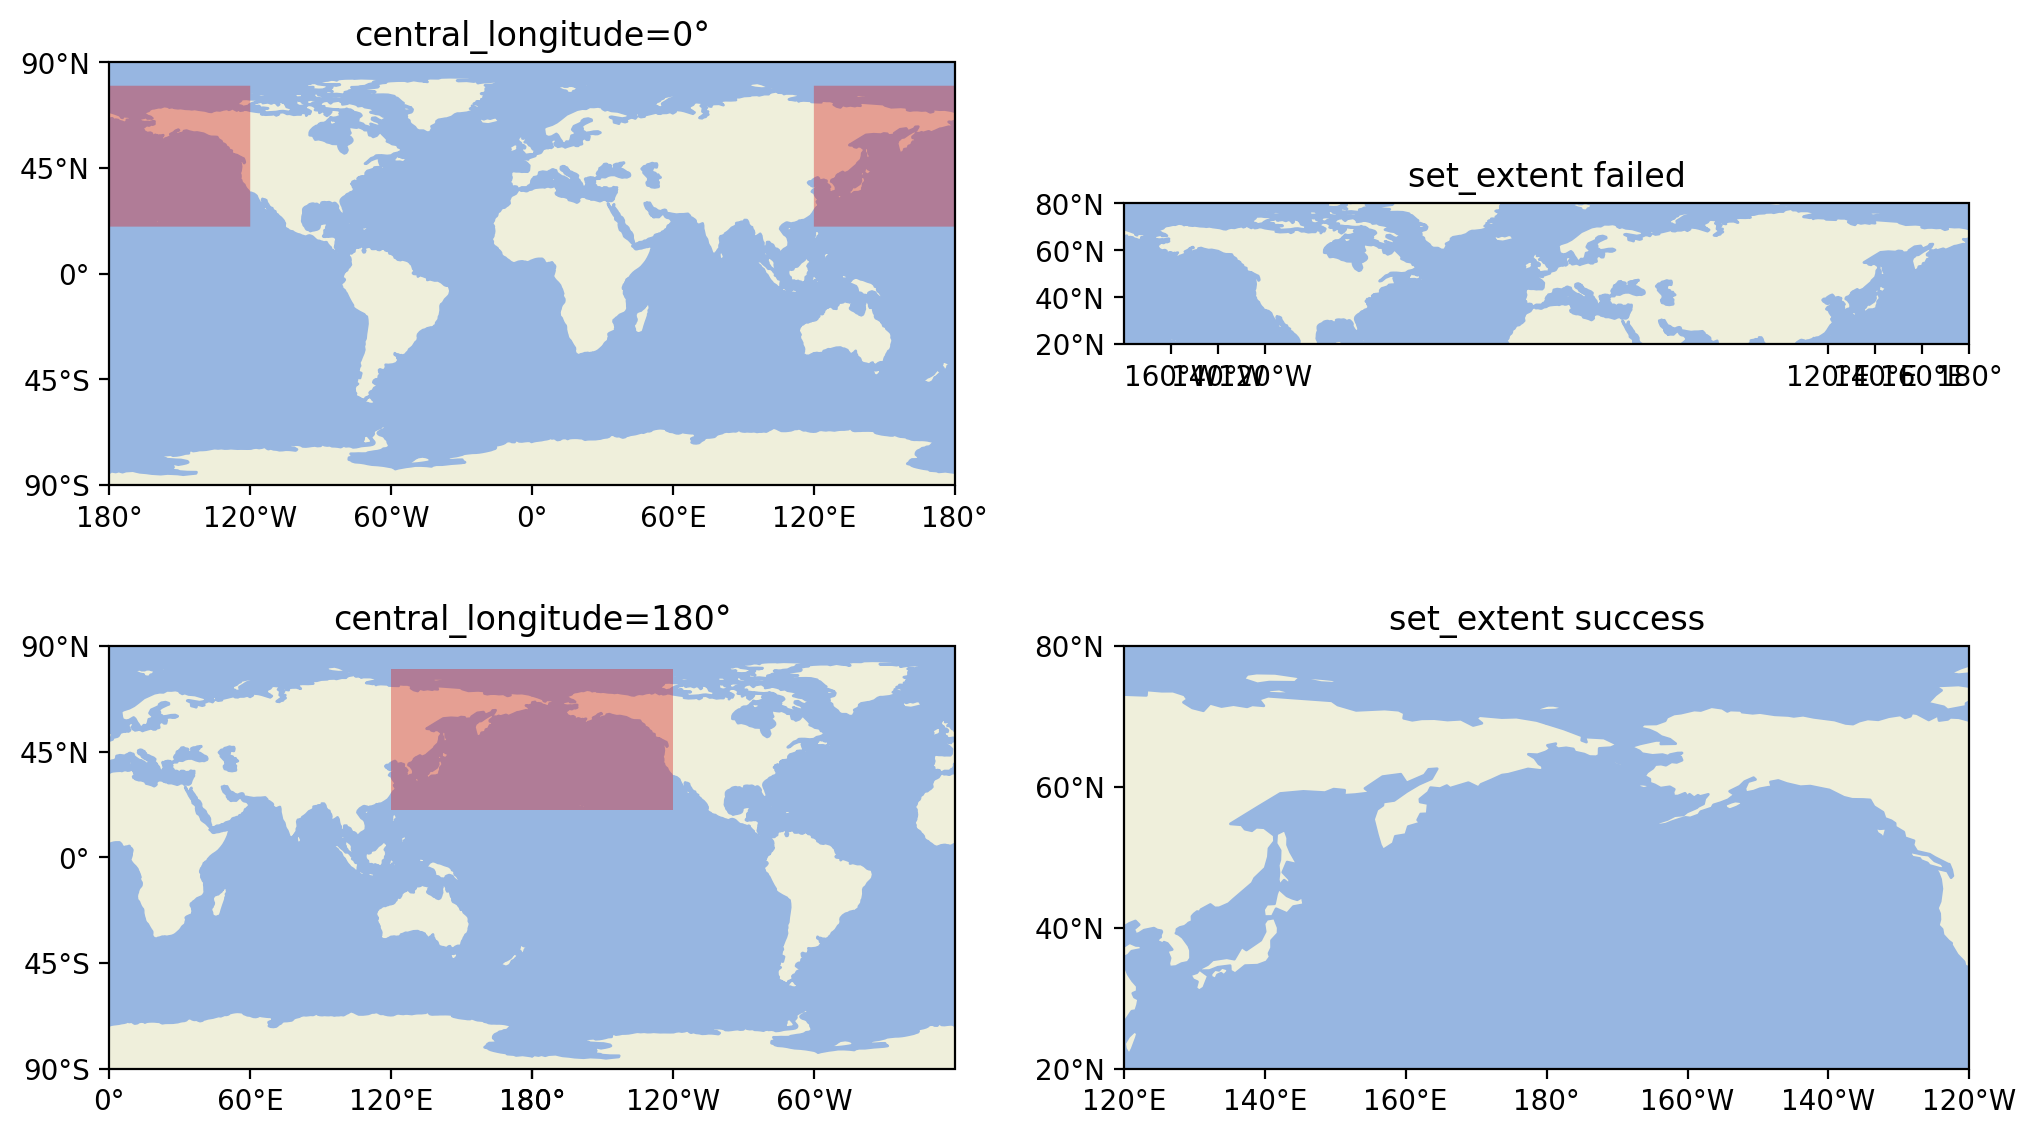 central_longitude=0°
90°N
45°N
0°
45°S
90°S
180° 120°W 60°W 0° 60°E 120°E 180°
set_extent failed
80°N
60°N
40°N
20°N
160°W 140°W 120°W 120°E 140°E 160°E 180°
central_longitude=180°
90°N
45°N
0°
45°S
90°S
0° 60°E 120°E 180° 120°W 60°W
set_extent success
80°N
60°N
40°N
20°N
120°E 140°E 160°E 180° 160°W 140°W 120°W